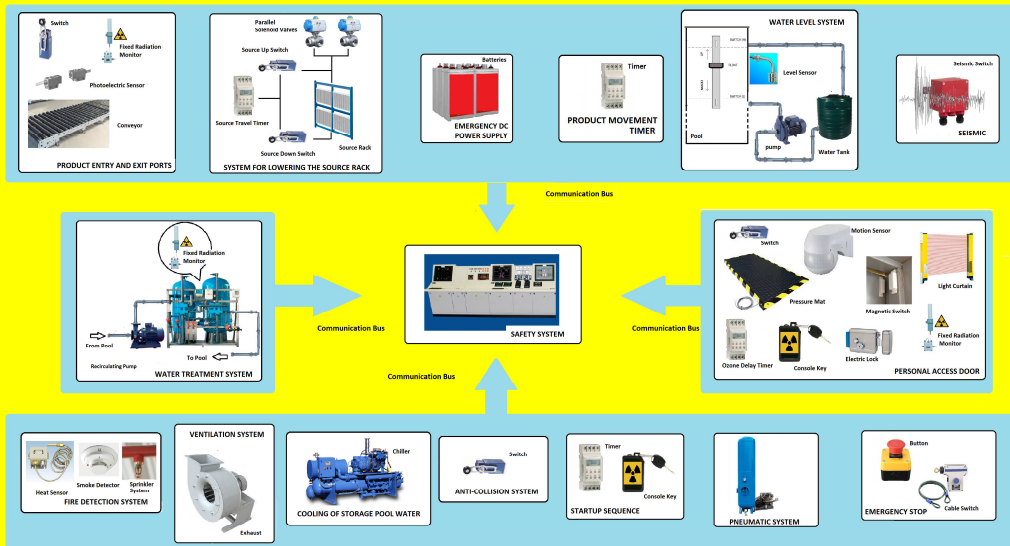 Switch
Fixed Radiation
Monitor
Photoelectric Sensor
Conveyor
PRODUCT ENTRY AND EXIT PORTS
Parallel
Solenoid Valves
Source Up Switch
Source Travel Timer
Source Down Switch
Source Rack
SYSTEM FOR LOWERING THE SOURCE RACK
Batteries
EMERGENCY DC
POWER SUPPLY
Timer
PRODUCT MOVEMENT
TIMER
WATER LEVEL SYSTEM
Level Sensor
Pool
pump
Water Tank
Seismic Switch
SEISMIC
Communication Bus
Fixed Radiation
Monitor
From Pool
To Pool
Recirculating Pump
WATER TREATMENT SYSTEM
Communication Bus
SAFETY SYSTEM
Communication Bus
Switch
Motion Sensor
Pressure Mat
Magnetic Switch
Light Curtain
Ozone Delay Timer
Console Key
Electric Lock
Fixed Radiation
Monitor
PERSONAL ACCESS DOOR
Communication Bus
Heat Sensor
Smoke Detector
Sprinkler
System
FIRE DETECTION SYSTEM
VENTILATION SYSTEM
Exhaust
Chiller
COOLING OF STORAGE POOL WATER
Switch
ANTI-COLLISION SYSTEM
Timer
Console Key
STARTUP SEQUENCE
PNEUMATIC SYSTEM
Button
Cable Switch
EMERGENCY STOP